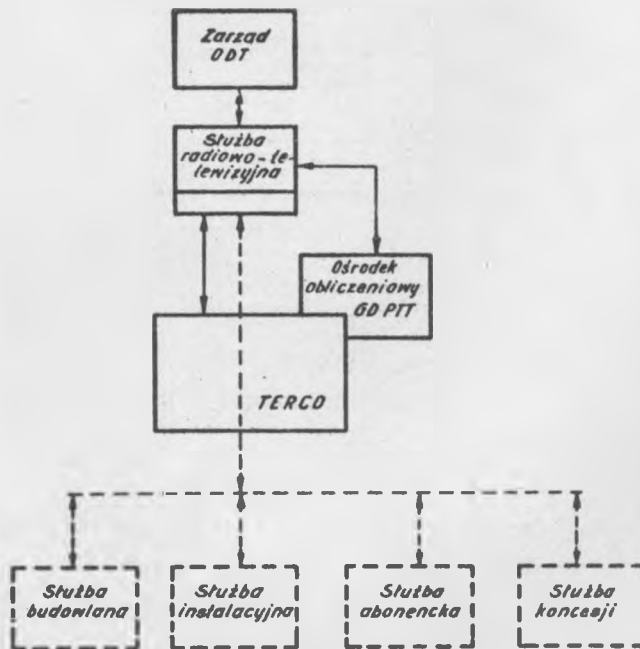 Zarząd
ODT
Służba
radiowo-te-
lewizyjna
Ośrodek
obliczeniowy
GD PTT
TERCO
Służba
budowlana
Służba
instalacyjna
Służba
abonencka
Służba
koncesji